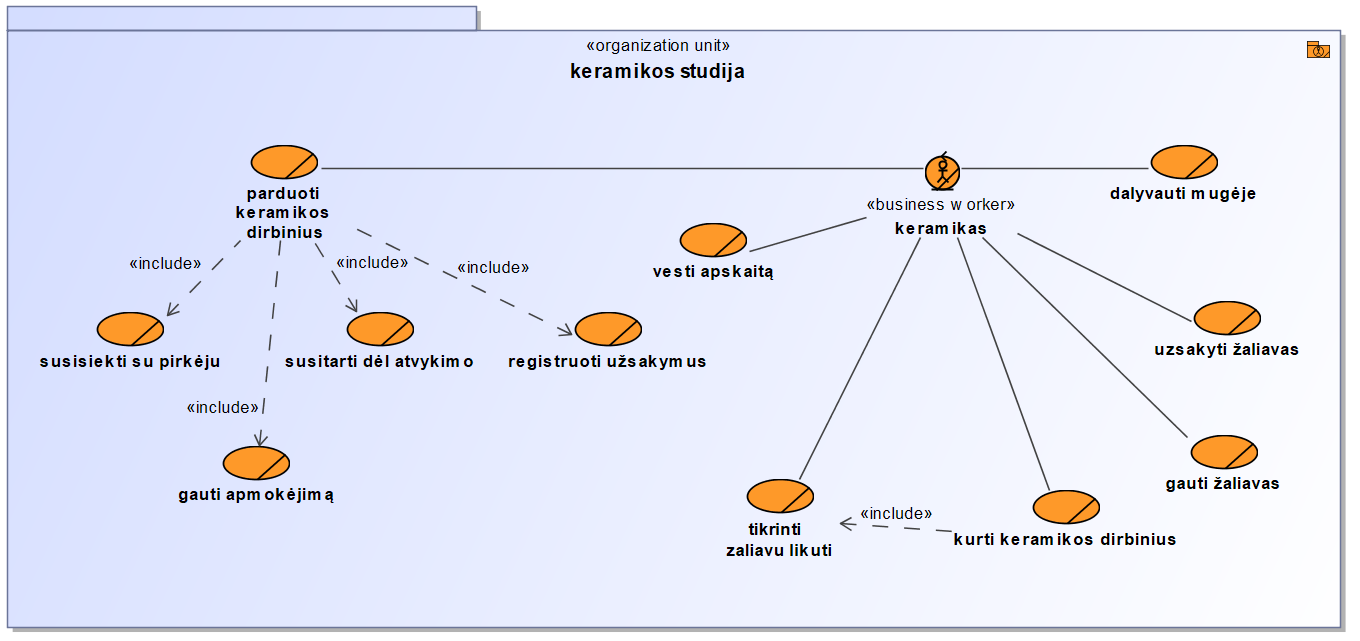 «organization unit»
keramikos studija
parduoti
keramikos
dirbinius
«business worker»
keramikas
dalyvauti mugėje
vesti apskaitą
«include»
«include»
«include»
susisiekti su pirkėju
susitarti dėl atvykimo
registruoti užsakymus
uzsakyti žaliavas
«include»
gauti apmokėjimą
gauti žaliavas
tikrinti
zaliavu likuti
«include»
kurti keramikos dirbinius